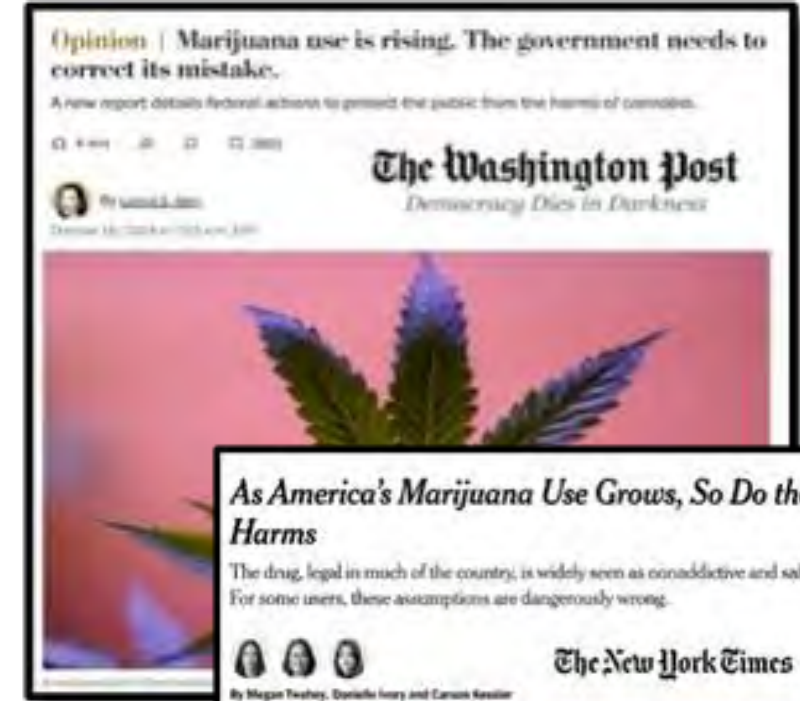 Opinion | Marijuana use is rising. The government needs to
correct its mistake.
A new report details federal actions to protect the public from the harms of cannabis.
The Washington Post
Democracy Dies in Darkness
By
As America's Marijuana Use Grows, So Do the
Harms
The drug, legal in much of the country, is widely seen as nonaddictive and saf
For some users, these assumptions are dangerously wrong.
The New York Times
By Megan Twohey, Danielle Ivory and Carson Kessler